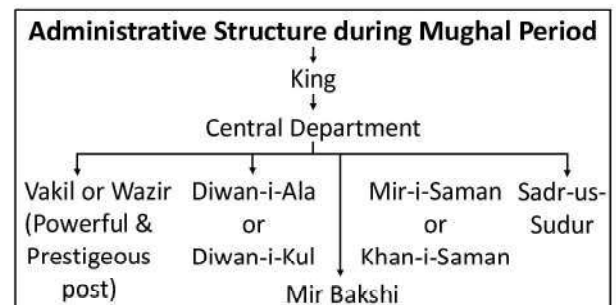 Administrative Structure during Mughal Period
King
Central Department
Vakil or Wazir
(Powerful &
Prestigeous
post)
Diwan-i-Ala
or
Diwan-i-Kul
Mir Bakshi
Mir-i-Saman
or
Khan-i-Saman
Sadr-us-
Sudur